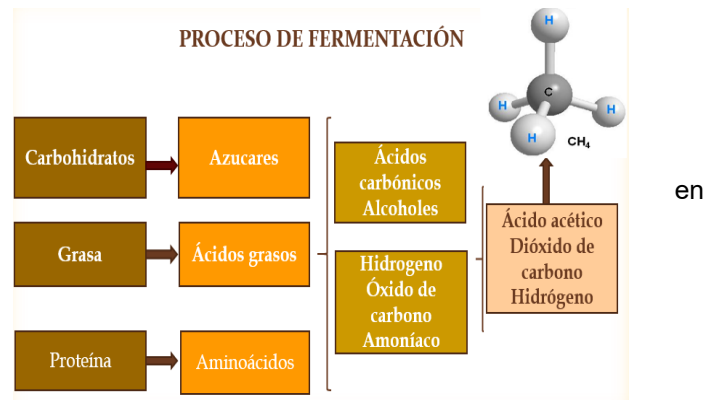 PROCESO DE FERMENTACIÓN
H
C
H
H
H
CH4
Carbohidratos
Azucares
Grasa
Ácidos grasos
Proteína
Aminoácidos
Ácidos
carbónicos
Alcoholes
Hidrogeno
Óxido de
carbono
Amoníaco
Ácido acético
Dióxido de
carbono
Hidrógeno
en